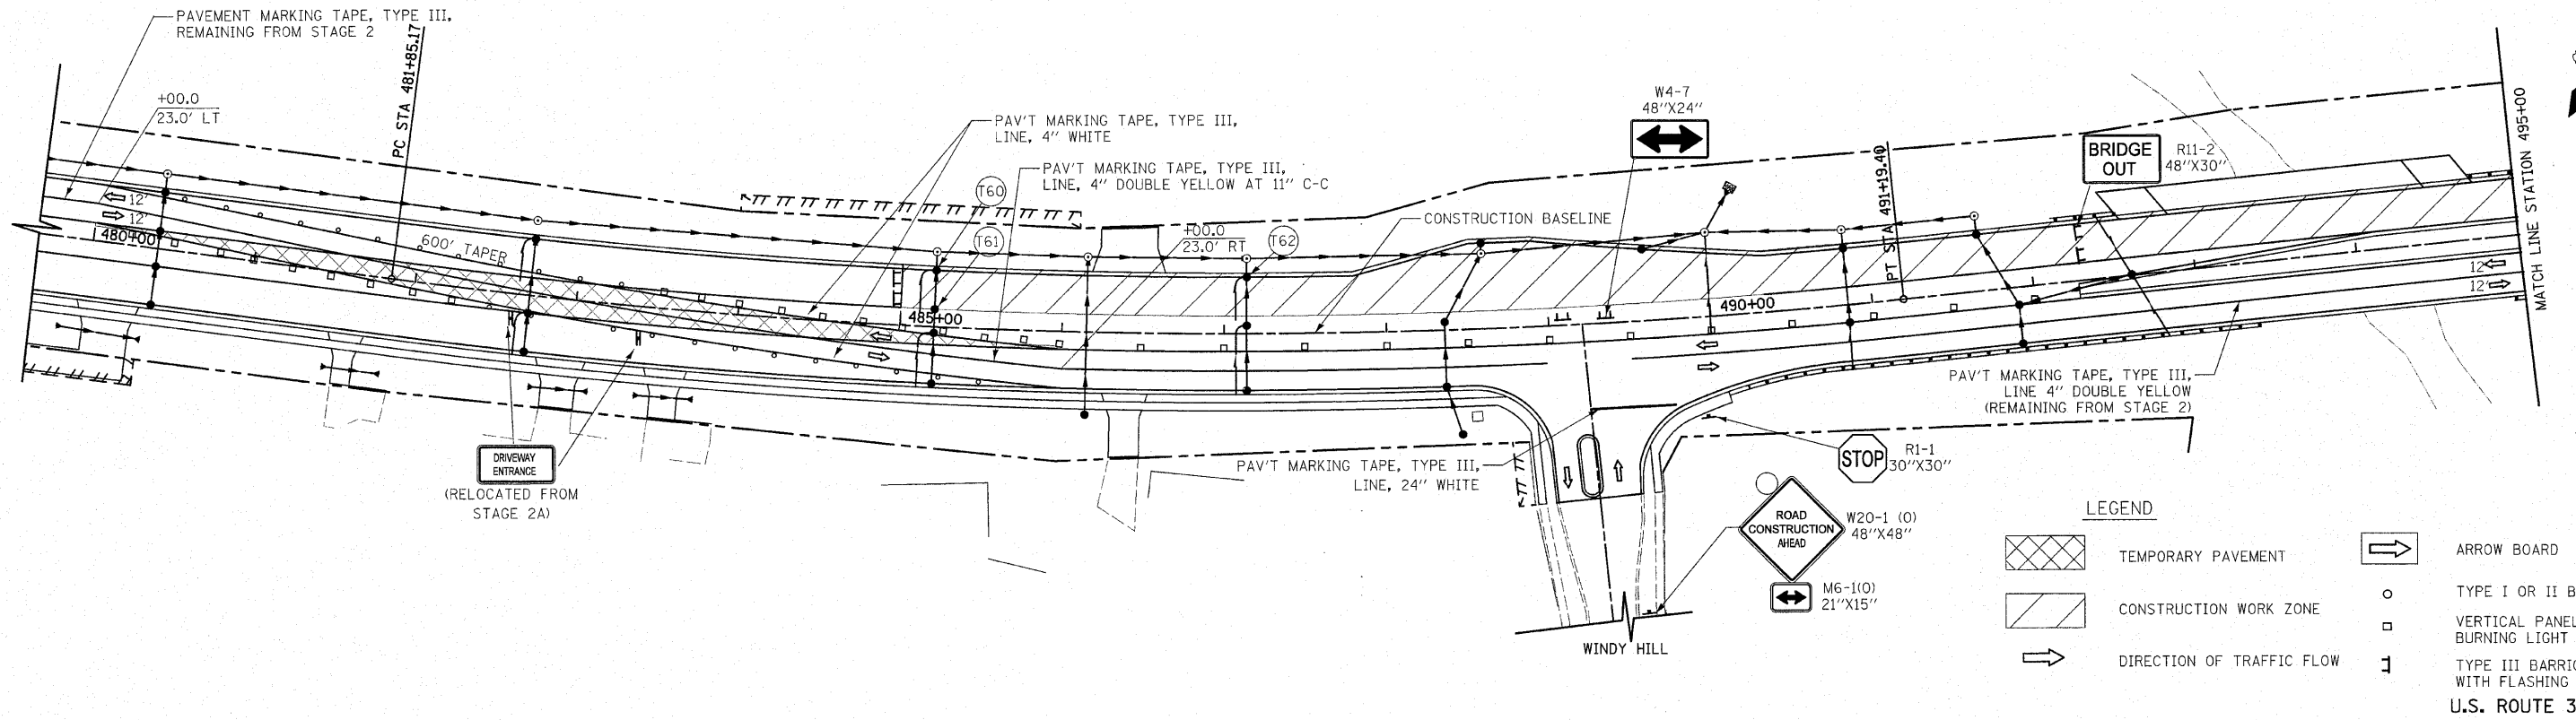 PAVEMENT MARKING TAPE, TYPE III,
REMAINING FROM STAGE 2
+00.0
23.0' LT
PC STA 481+85.17
12'
12'
480+00
600' TAPER
PAV'T MARKING TAPE, TYPE III,
LINE, 4" WHITE
PAV'T MARKING TAPE, TYPE III,
LINE, 4" DOUBLE YELLOW AT 11" C-C
T60
T61
485+00
+00.0
23.0' RT
T62
CONSTRUCTION BASELINE
W4-7
48"X24"
490+00
PT STA 491+19.40
BRIDGE
OUT
R11-2
48"X30"
12'
12'
MATCH LINE STATION 495+00
DRIVEWAY
ENTRANCE
(RELOCATED FROM
STAGE 2A)
PAV'T MARKING TAPE, TYPE III,
LINE, 24" WHITE
PAV'T MARKING TAPE, TYPE III,
LINE 4" DOUBLE YELLOW
(REMAINING FROM STAGE 2)
STOP
R1-1
30"X30"
ROAD
CONSTRUCTION
AHEAD
W20-1 (O)
48"X48"
M6-1(O)
21"X15"
WINDY HILL
LEGEND
TEMPORARY PAVEMENT
CONSTRUCTION WORK ZONE
DIRECTION OF TRAFFIC FLOW
ARROW BOARD
TYPE I OR II B
VERTICAL PANEL
BURNING LIGHT
TYPE III BARRIC
WITH FLASHING
U.S. ROUTE 3